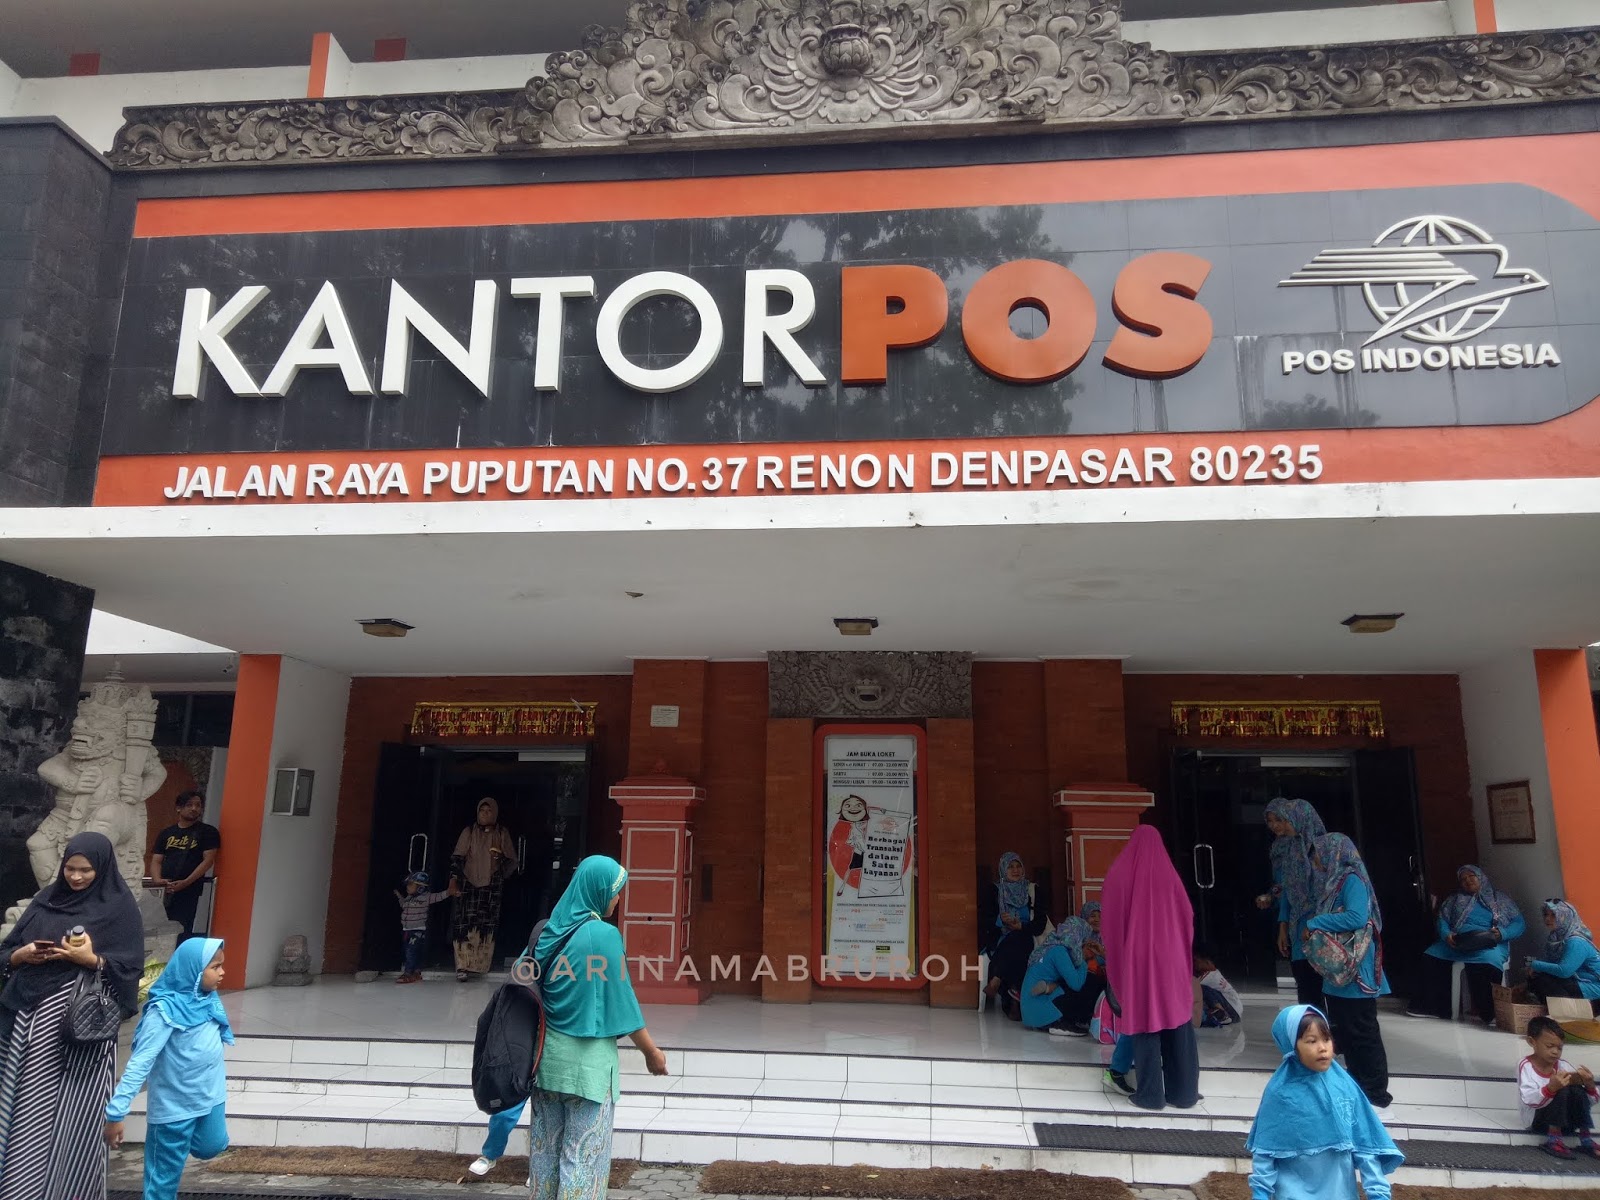 KANTORPOS
POS INDONESIA
JALAN RAYA PUPUTAN NO.37 RENON DENPASAR 80235
JAM BUKA LOKET
Berbagai
Transaksi
dalam
Satu
Layanan
@ARINAMABRUROH